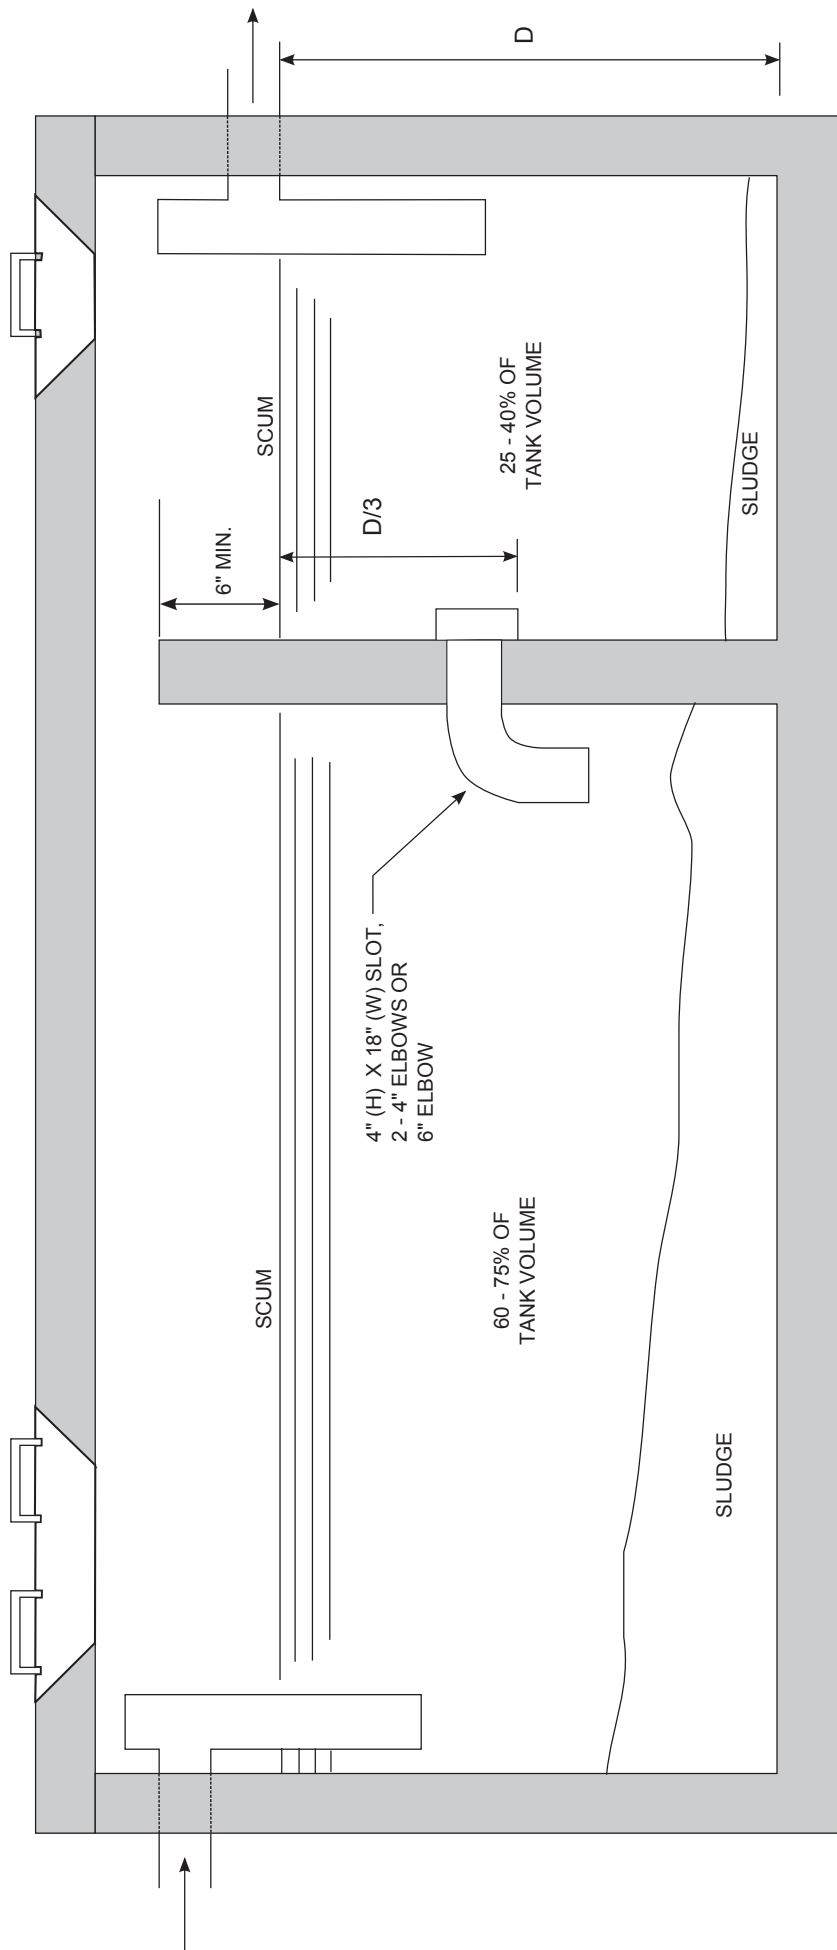 D
6" MIN.
SCUM
D/3
25 - 40% OF
TANK VOLUME
SLUDGE
4" (H) X 18" (W) SLOT,
2 - 4" ELBOWS OR
6" ELBOW
SCUM
60 - 75% OF
TANK VOLUME
SLUDGE